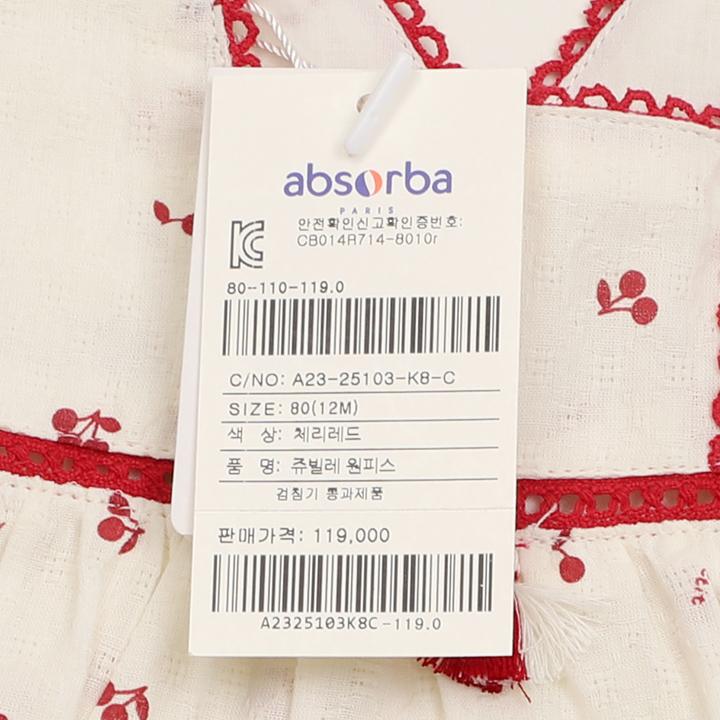 absorba
PARIS
안전확인신고확인증번호:
CB014A714-8010r
80-110-119.0
C/NO: A23-25103-K8-C
SIZE: 80(12M)
색 상: 체리레드
품 명: 쥬빌레 원피스
검침기 통과제품
판매가격: 119,000
A2325103K8C-119.0